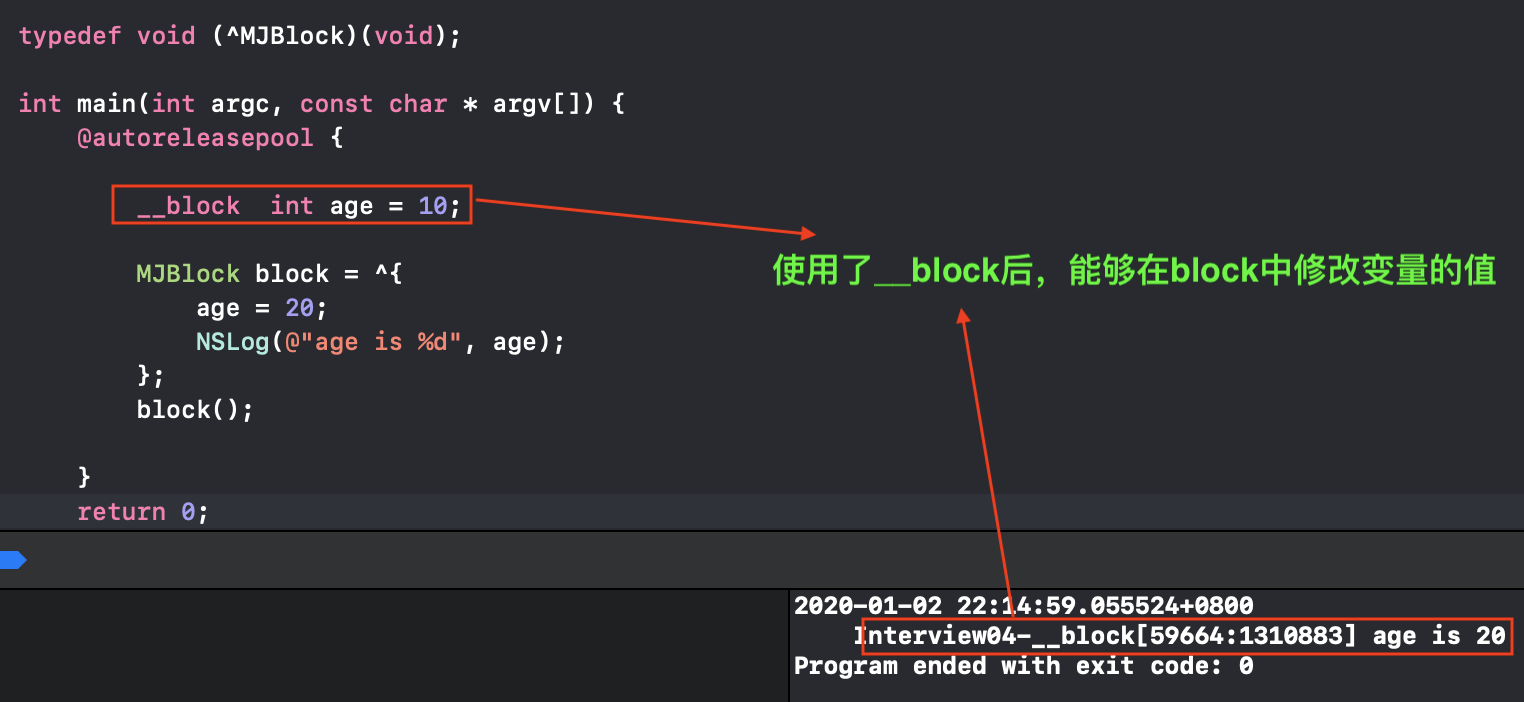 typedef void (^MJBlock)(void);
int main(int argc, const char * argv[]) {
@autoreleasepool {
__block  int age = 10;
使用了__block后，能够在block中修改变量的值
MJBlock block = ^{
age = 20;
NSLog(@"age is %d", age);
};
block();
}
return 0;
2020-01-02 22:14:59.055524+0800
Interview04-__block[59664:1310883] age is 20
Program ended with exit code: 0